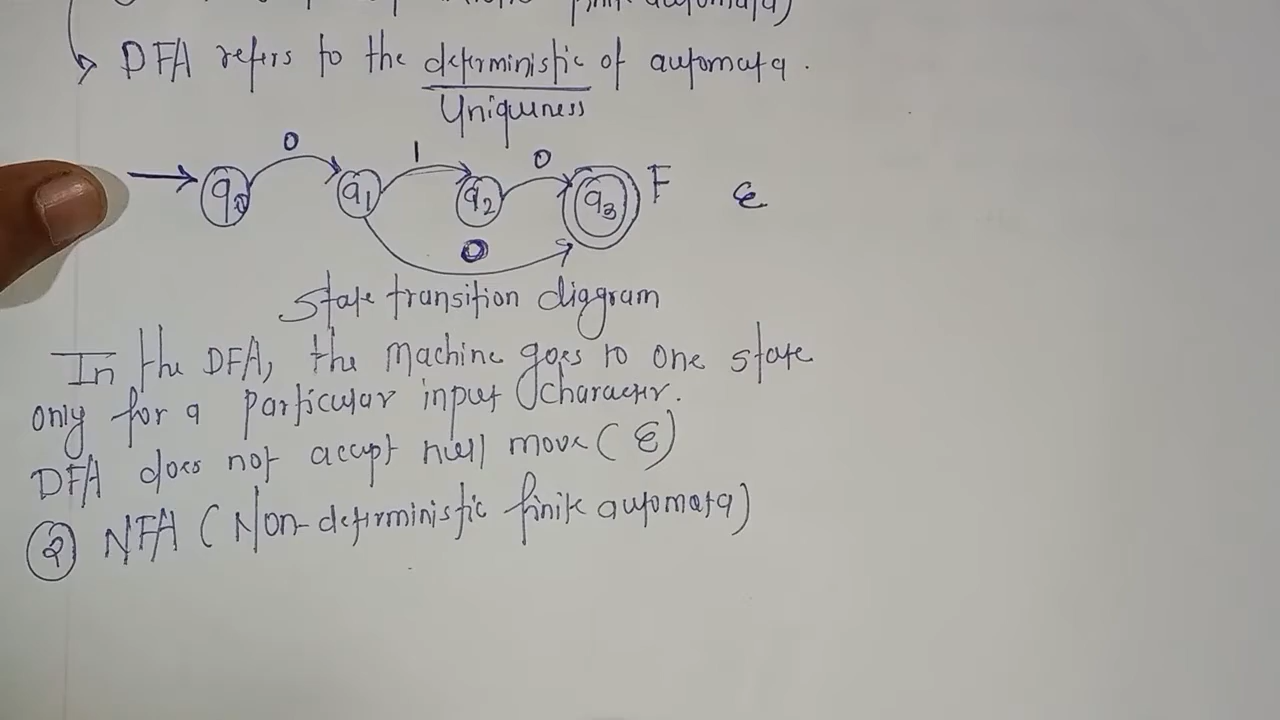 finite automata)
DFA refers to the deterministic of automata.
Uniqueness
0 1 0
q0 q1 q2 q3 F ε
0
State transition diagram
In the DFA, the machine goes to one state
only for a particular input character.
DFA does not accept null move (ε)
② NFA (Non-deterministic finite automata)